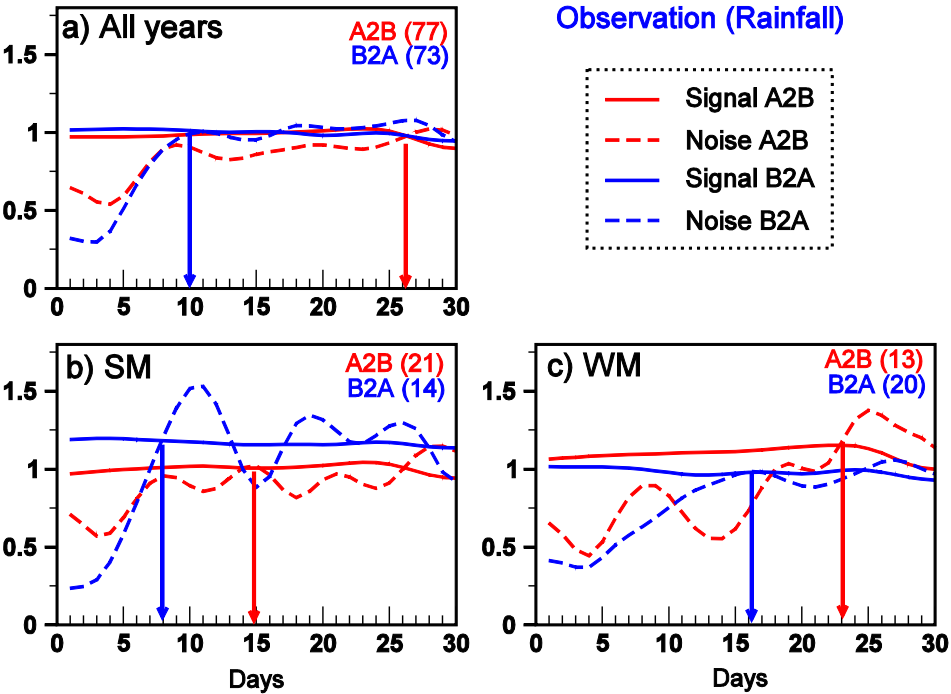 a) All years
A2B (77)
B2A (73)
1.5
1
0.5
0
0 5 10 15 20 25 30
Observation (Rainfall)
Signal A2B
Noise A2B
Signal B2A
Noise B2A
b) SM
A2B (21)
B2A (14)
1.5
1
0.5
0
0 5 10 15 20 25 30
Days
c) WM
A2B (13)
B2A (20)
1.5
1
0.5
0
0 5 10 15 20 25 30
Days